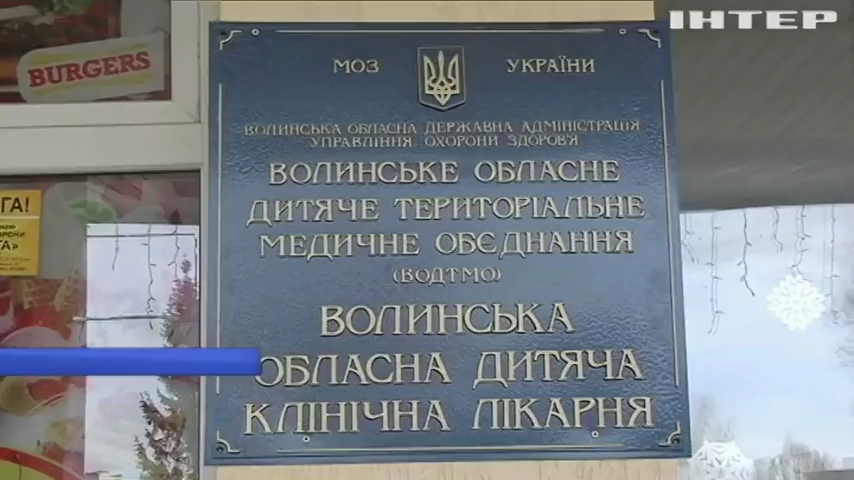 ІНТЕР
BURGERS
МОЗ УКРАЇНИ
ВОЛИНСЬКА ОБЛАСНА ДЕРЖАВНА АДМІНІСТРАЦІЯ
УПРАВЛІННЯ ОХОРОНИ ЗДОРОВ'Я
ВОЛИНСЬКЕ ОБЛАСНЕ
ДИТЯЧЕ ТЕРИТОРІАЛЬНЕ
МЕДИЧНЕ ОБ'ЄДНАННЯ
(ВОДТМО)
ВОЛИНСЬКА
ОБЛАСНА ДИТЯЧА
КЛІНІЧНА ЛІКАРНЯ